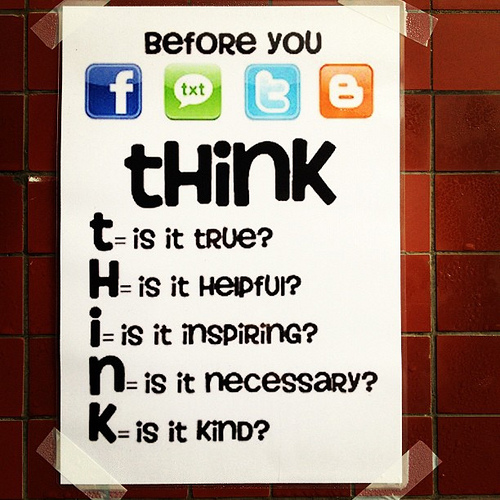 Before you
f txt t B
tHiNK
t= is it tRUe?
H= is it HelpfUl?
i= is it iNspiRiNG?
N= is it NecessaRy?
K= is it KiND?